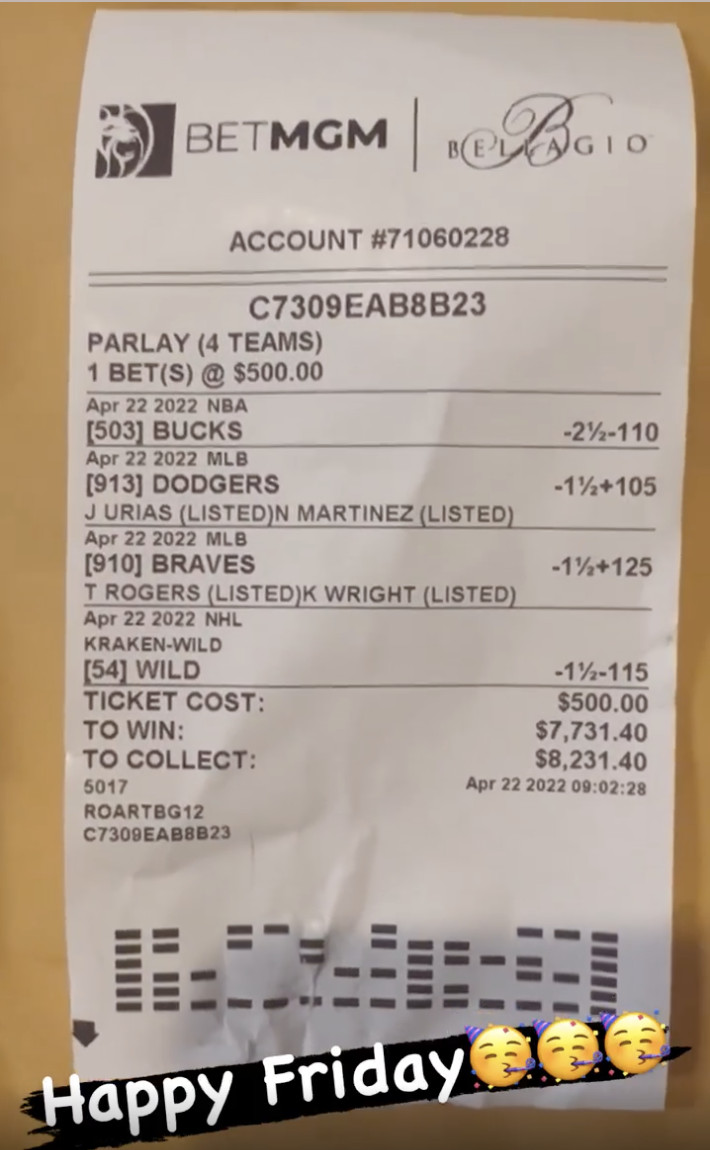 BETMGM
BELLAGIO
ACCOUNT #71060228
C7309EAB8B23
PARLAY (4 TEAMS)
1 BET(S) @ $500.00
Apr 22 2022 NBA
[503] BUCKS -2½-110
Apr 22 2022 MLB
[913] DODGERS -1½+105
J URIAS (LISTED)N MARTINEZ (LISTED)
Apr 22 2022 MLB
[910] BRAVES -1½+125
T ROGERS (LISTED)K WRIGHT (LISTED)
Apr 22 2022 NHL
KRAKEN-WILD
[54] WILD -1½-115
TICKET COST: $500.00
TO WIN: $7,731.40
TO COLLECT: $8,231.40
5017 Apr 22 2022 09:02:28
ROARTBG12
C7309EAB8B23
Happy Friday🥳🥳🥳